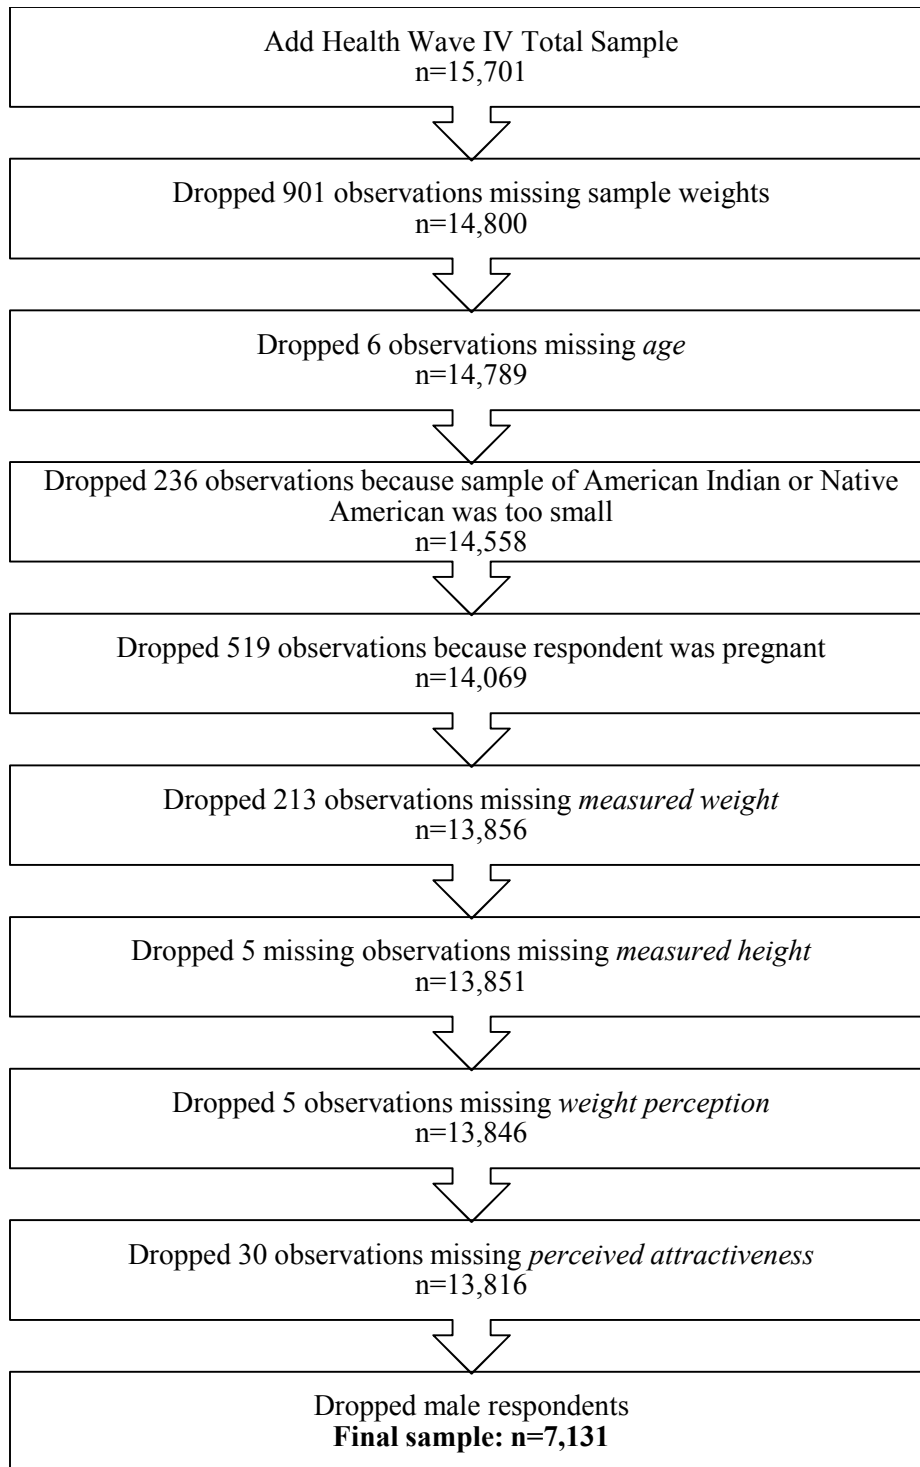 Add Health Wave IV Total Sample
n=15,701
Dropped 901 observations missing sample weights
n=14,800
Dropped 6 observations missing age
n=14,789
Dropped 236 observations because sample of American Indian or Native
American was too small
n=14,558
Dropped 519 observations because respondent was pregnant
n=14,069
Dropped 213 observations missing measured weight
n=13,856
Dropped 5 missing observations missing measured height
n=13,851
Dropped 5 observations missing weight perception
n=13,846
Dropped 30 observations missing perceived attractiveness
n=13,816
Dropped male respondents
Final sample: n=7,131